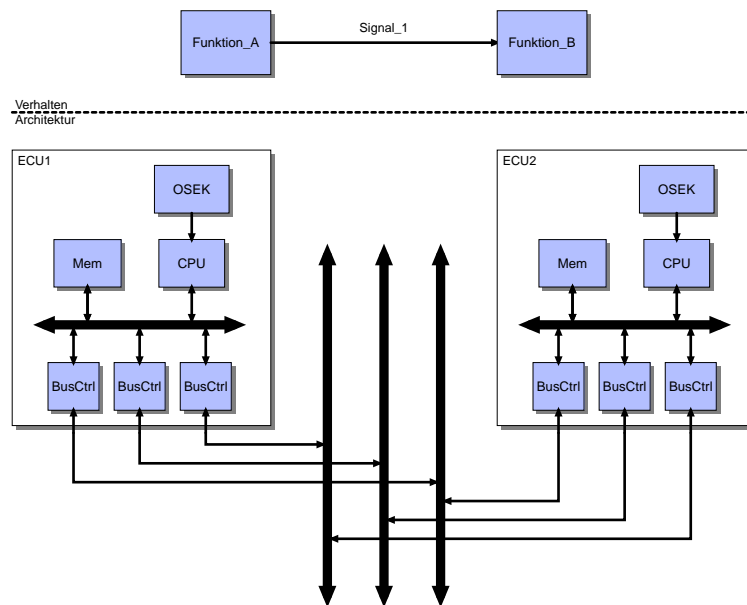 Signal_1
Funktion_A
Funktion_B
Verhalten
Architektur
ECU1
OSEK
Mem
CPU
BusCtrl
BusCtrl
BusCtrl
ECU2
OSEK
Mem
CPU
BusCtrl
BusCtrl
BusCtrl